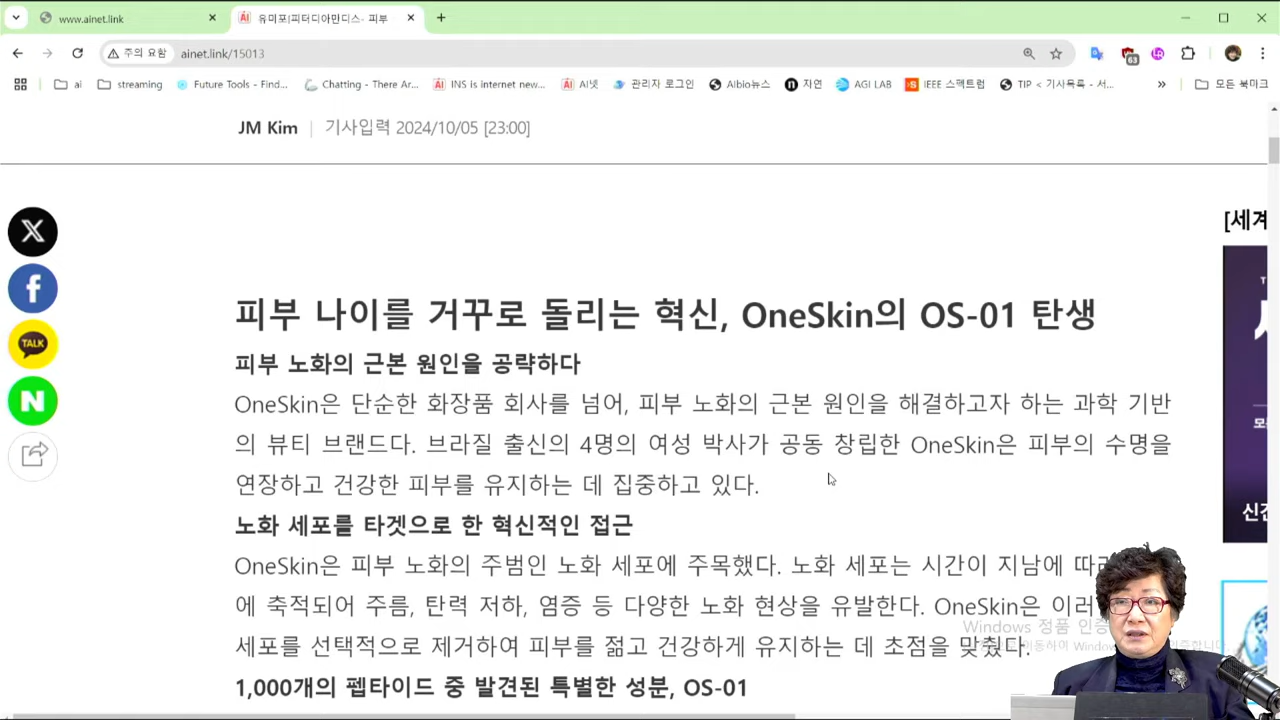 www.ainet.link
유미포|피터디아만디스- 피부
주의 요함
ainet.link/15013
63
ai
streaming
Future Tools - Find...
Chatting - There Ar...
INS is internet new...
AI넷
관리자 로그인
Aibio뉴스
자연
AGI LAB
IEEE 스펙트럼
TIP < 기사목록 - 서...
모든 북마크
JM Kim | 기사입력 2024/10/05 [23:00]
TALK
N
[세계
피부 나이를 거꾸로 돌리는 혁신, OneSkin의 OS-01 탄생
피부 노화의 근본 원인을 공략하다
OneSkin은 단순한 화장품 회사를 넘어, 피부 노화의 근본 원인을 해결하고자 하는 과학 기반
의 뷰티 브랜드다. 브라질 출신의 4명의 여성 박사가 공동 창립한 OneSkin은 피부의 수명을
연장하고 건강한 피부를 유지하는 데 집중하고 있다.
신간
노화 세포를 타겟으로 한 혁신적인 접근
OneSkin은 피부 노화의 주범인 노화 세포에 주목했다. 노화 세포는 시간이 지남에 따라
에 축적되어 주름, 탄력 저하, 염증 등 다양한 노화 현상을 유발한다. OneSkin은 이러
Windows 정품 인증
세포를 선택적으로 제거하여 피부를 젊고 건강하게 유지하는 데 초점을 맞췄다.
1,000개의 펩타이드 중 발견된 특별한 성분, OS-01